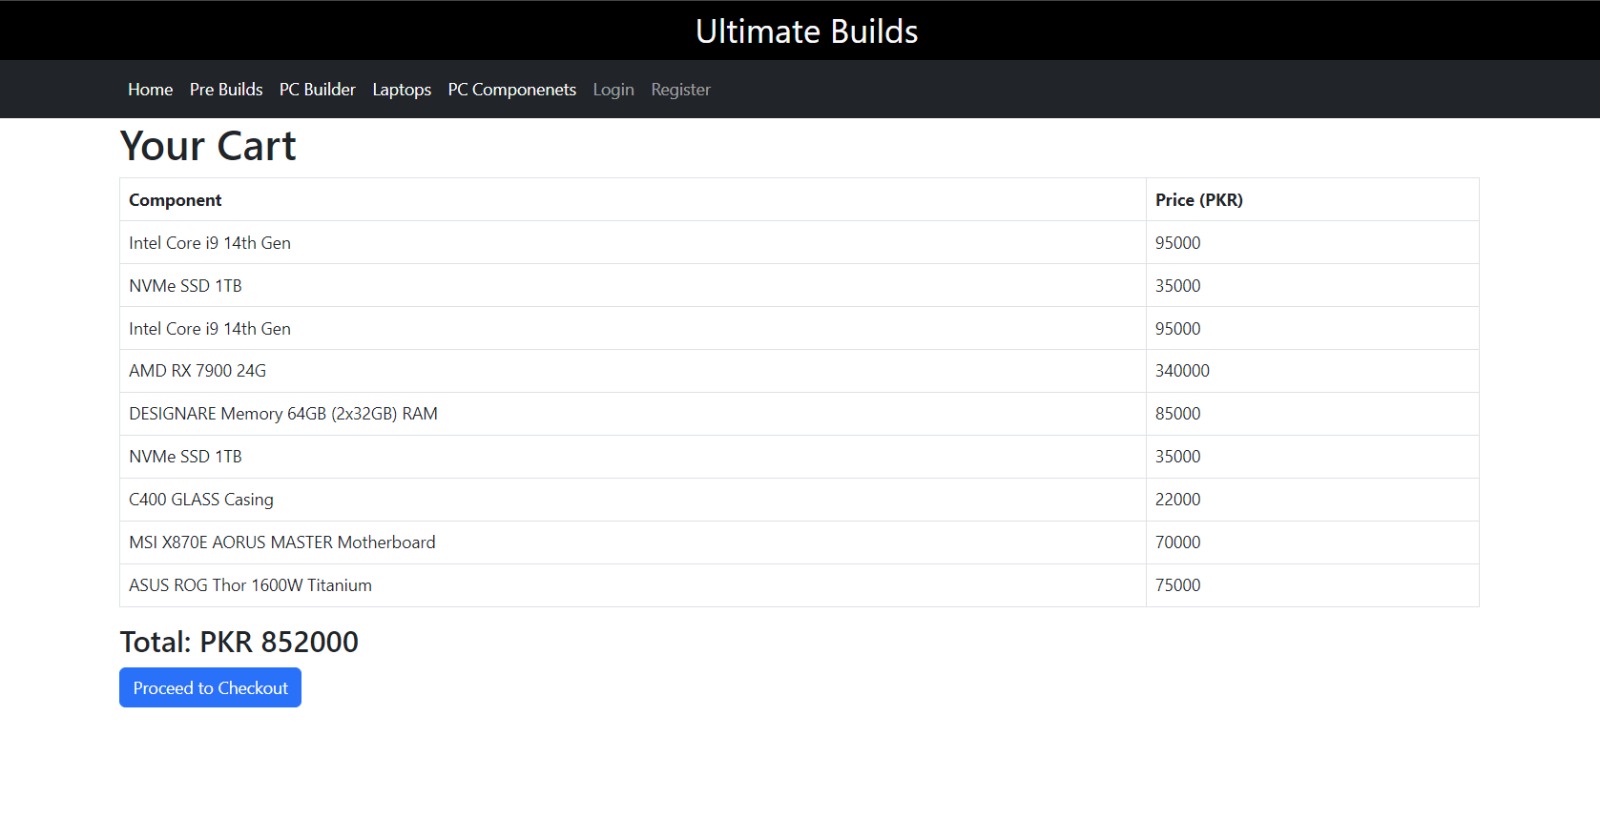 Ultimate Builds
Home Pre Builds PC Builder Laptops PC Componenets Login Register
Your Cart
Component Price (PKR)
Intel Core i9 14th Gen 95000
NVMe SSD 1TB 35000
Intel Core i9 14th Gen 95000
AMD RX 7900 24G 340000
DESIGNARE Memory 64GB (2x32GB) RAM 85000
NVMe SSD 1TB 35000
C400 GLASS Casing 22000
MSI X870E AORUS MASTER Motherboard 70000
ASUS ROG Thor 1600W Titanium 75000
Total: PKR 852000
Proceed to Checkout